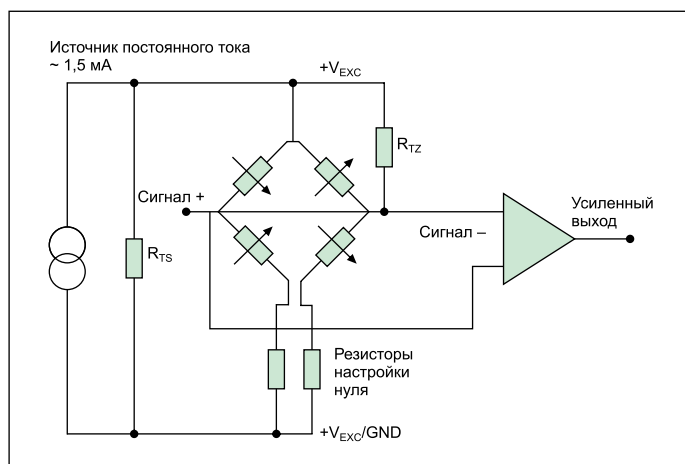 Источник постоянного тока
~ 1,5 мА
+V_EXC
R_TZ
Сигнал +
Усиленный
выход
Сигнал –
R_TS
Резисторы
настройки
нуля
+V_EXC/GND